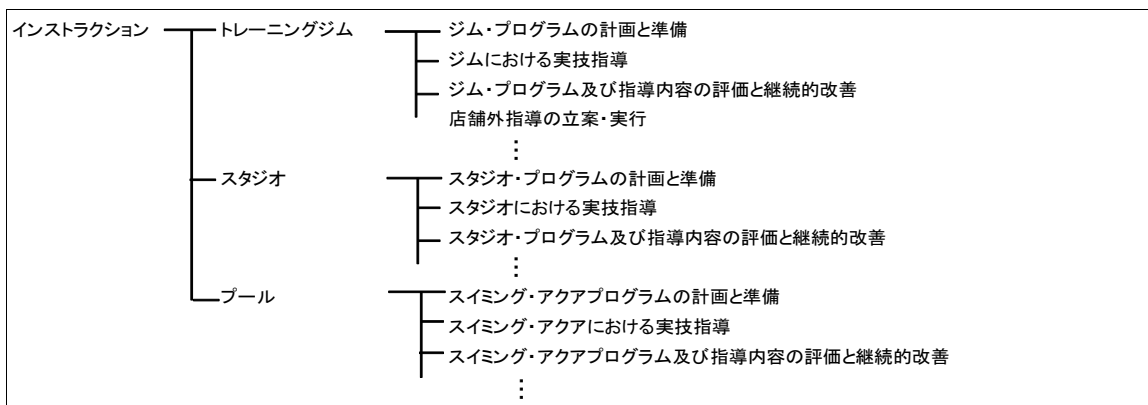 インストラクション トレーニングジム ジム・プログラムの計画と準備
ジムにおける実技指導
ジム・プログラム及び指導内容の評価と継続的改善
店舗外指導の立案・実行
スタジオ スタジオ・プログラムの計画と準備
スタジオにおける実技指導
スタジオ・プログラム及び指導内容の評価と継続的改善
プール スイミング・アクアプログラムの計画と準備
スイミング・アクアにおける実技指導
スイミング・アクアプログラム及び指導内容の評価と継続的改善